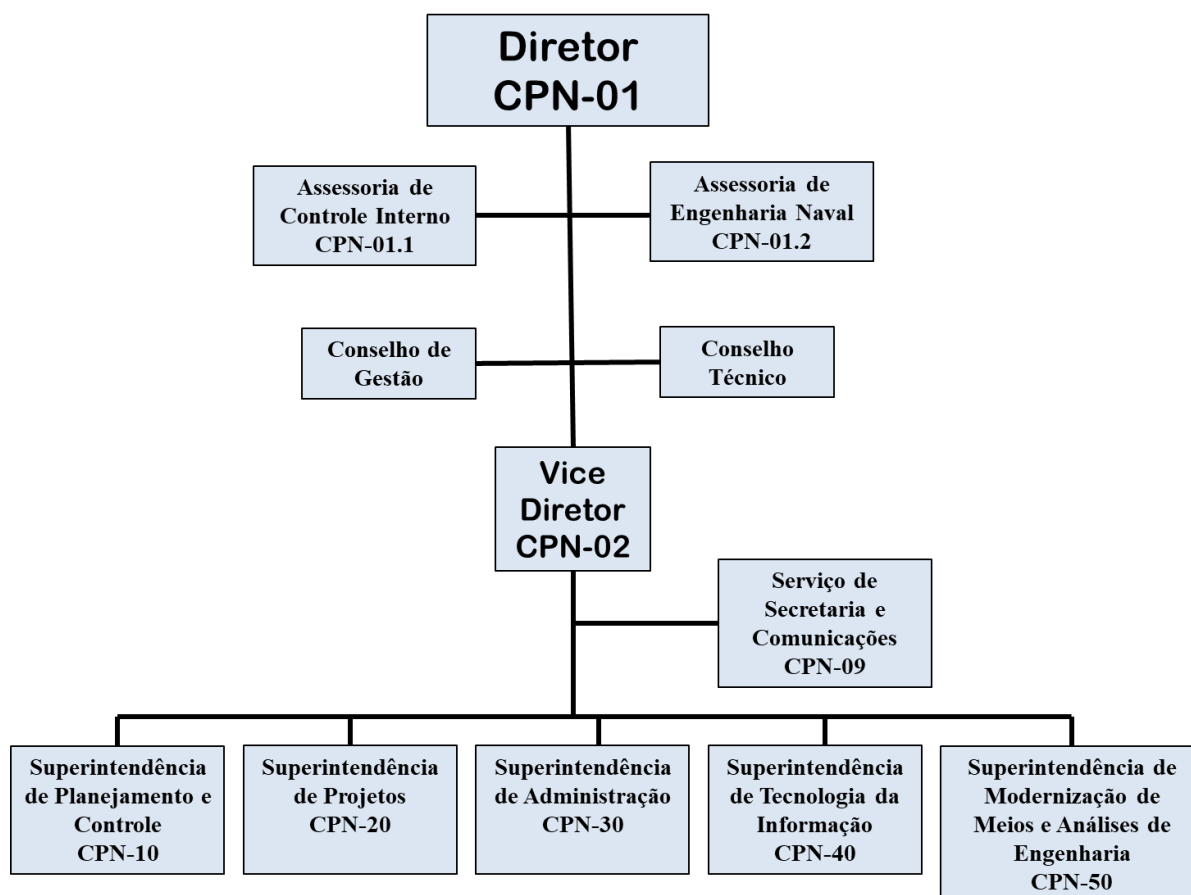 Diretor
CPN-01
Assessoria de
Controle Interno
CPN-01.1
Assessoria de
Engenharia Naval
CPN-01.2
Conselho de
Gestão
Conselho
Técnico
Vice
Diretor
CPN-02
Serviço de
Secretaria e
Comunicações
CPN-09
Superintendência
de Planejamento e
Controle
CPN-10
Superintendência
de Projetos
CPN-20
Superintendência
de Administração
CPN-30
Superintendência
de Tecnologia da
Informação
CPN-40
Superintendência de
Modernização de
Meios e Análises de
Engenharia
CPN-50